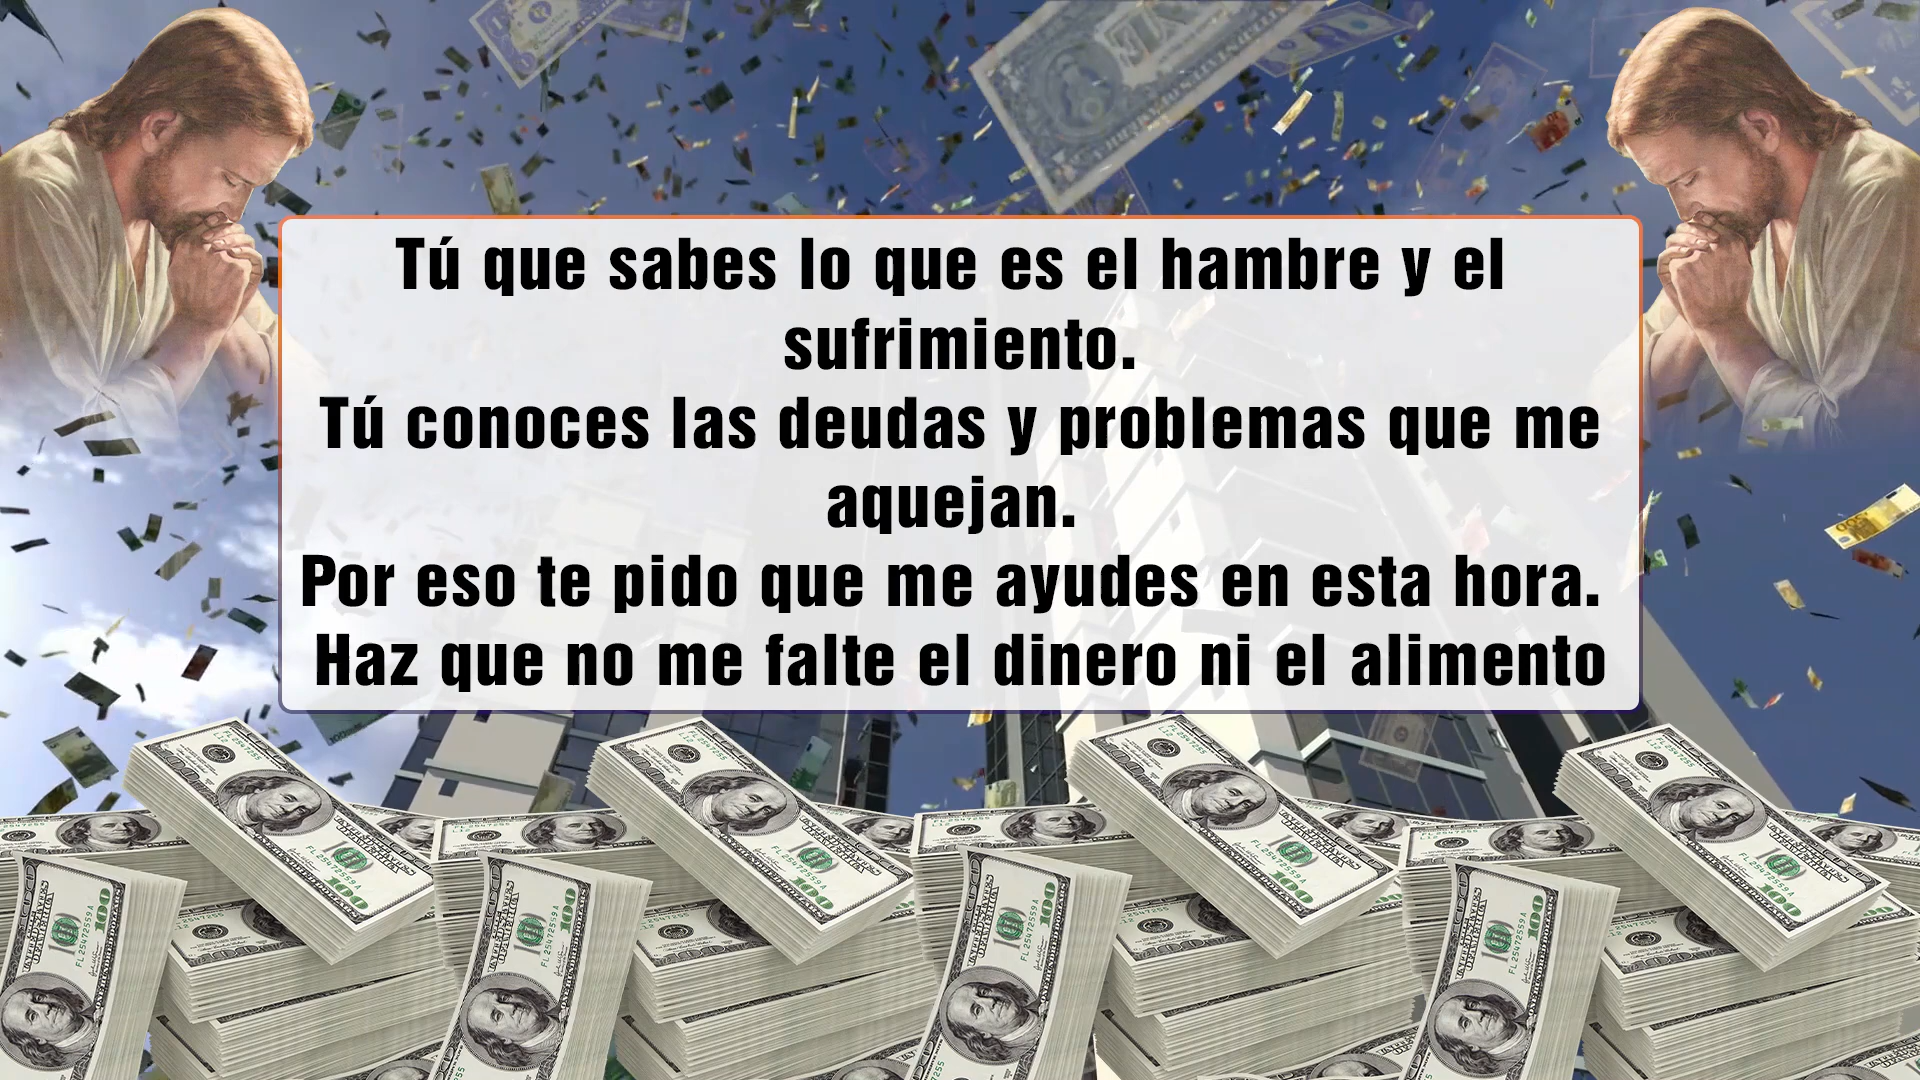 Tú que sabes lo que es el hambre y el
sufrimiento.
Tú conoces las deudas y problemas que me
aquejan.
Por eso te pido que me ayudes en esta hora.
Haz que no me falte el dinero ni el alimento